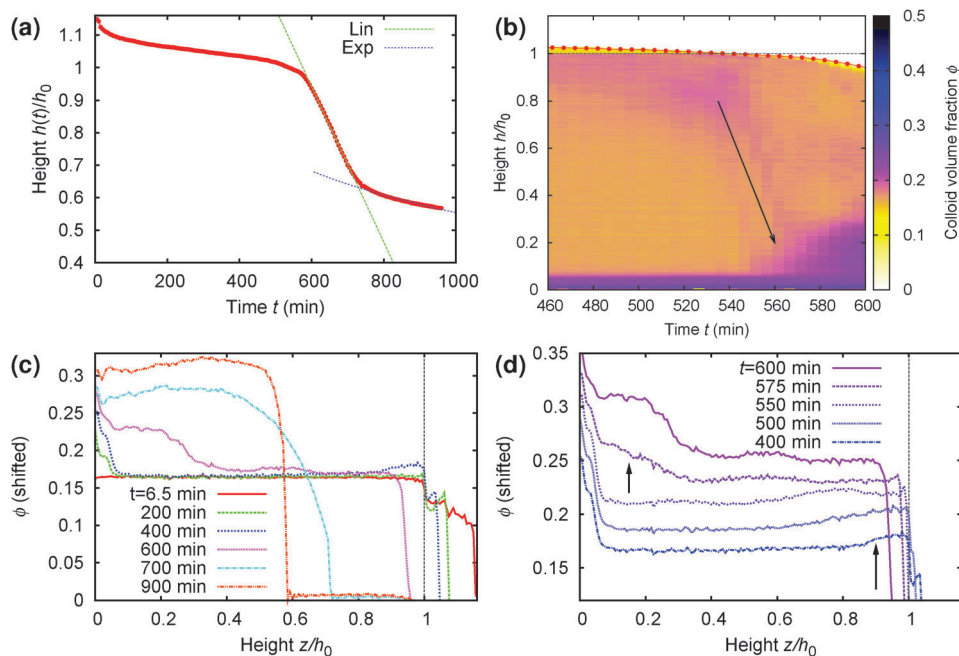 (a)
Lin
Exp
Height h(t)/h0
1.1
1
0.9
0.8
0.7
0.6
0.5
0.4
0 200 400 600 800 1000
Time t (min)
(b)
Height h/h0
1
0.8
0.6
0.4
0.2
0
460 480 500 520 540 560 580 600
Time t (min)
0.5
0.4
0.3
0.2
0.1
0
Colloid volume fraction ϕ
(c)
ϕ (shifted)
0.3
0.25
0.2
0.15
0.1
0.05
0
t=6.5 min
200 min
400 min
600 min
700 min
900 min
0 0.2 0.4 0.6 0.8 1
Height z/h0
(d)
ϕ (shifted)
0.35
0.3
0.25
0.2
0.15
t=600 min
575 min
550 min
500 min
400 min
0 0.2 0.4 0.6 0.8 1
Height z/h0